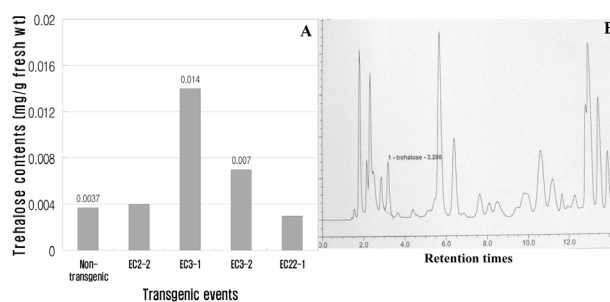 A
Trehalose contents (mg/g fresh wt)
0.02
0.016
0.012
0.008
0.004
0
0.0037
0.014
0.007
Non-
transgenic
EC2-2
EC3-1
EC3-2
EC22-1
Transgenic events
1 - trehalose - 3.200
2.0
4.0
6.0
8.0
10.0
12.0
Retention times